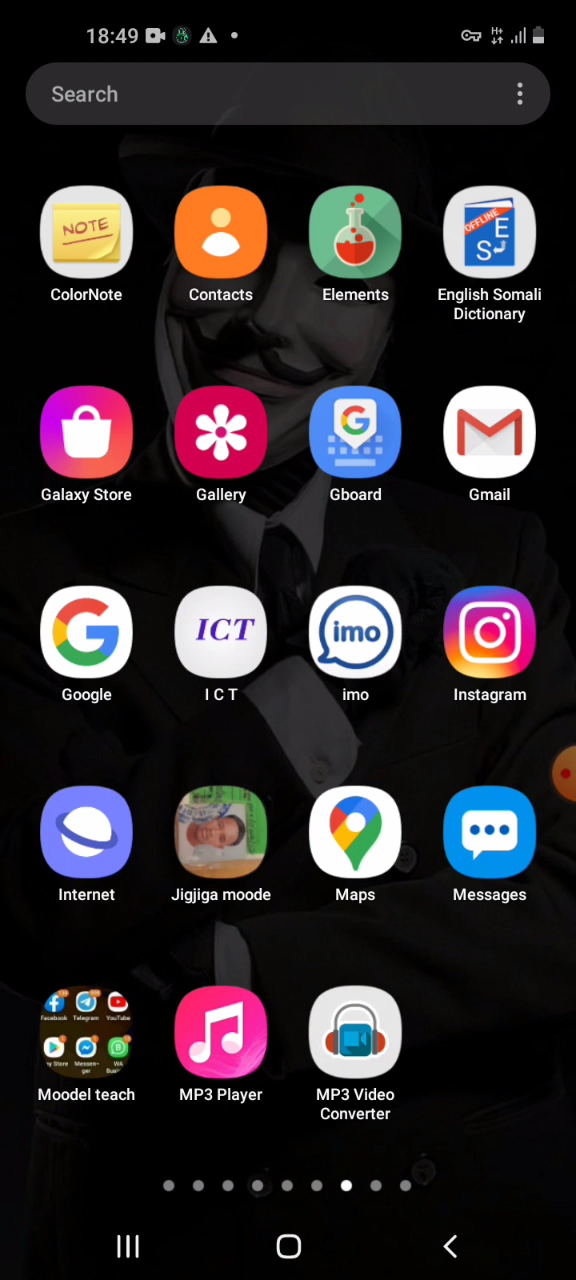 18:49
H+
Search
NOTE
OFFLINE
E
S
ColorNote
Contacts
Elements
English Somali
Dictionary
G
Galaxy Store
Gallery
Gboard
Gmail
G
ICT
imo
Google
I C T
imo
Instagram
Internet
Jigjiga moode
Maps
Messages
Facebook
Telegram
YouTube
Moodel teach
MP3 Player
MP3 Video
Converter